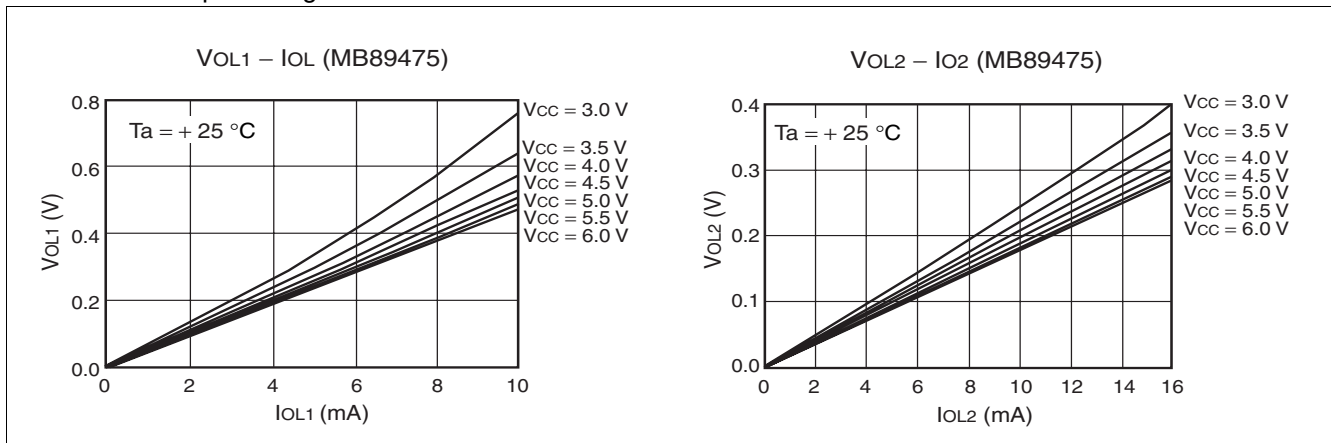 VOL1 – IOL (MB89475)
0.8
0.6
0.4
0.2
0.0
VOL1 (V)
Ta = + 25 °C
VCC = 3.0 V
VCC = 3.5 V
VCC = 4.0 V
VCC = 4.5 V
VCC = 5.0 V
VCC = 5.5 V
VCC = 6.0 V
0 2 4 6 8 10
IOL1 (mA)
VOL2 – IO2 (MB89475)
0.4
0.3
0.2
0.1
0.0
VOL2 (V)
Ta = + 25 °C
VCC = 3.0 V
VCC = 3.5 V
VCC = 4.0 V
VCC = 4.5 V
VCC = 5.0 V
VCC = 5.5 V
VCC = 6.0 V
0 2 4 6 8 10 12 14 16
IOL2 (mA)